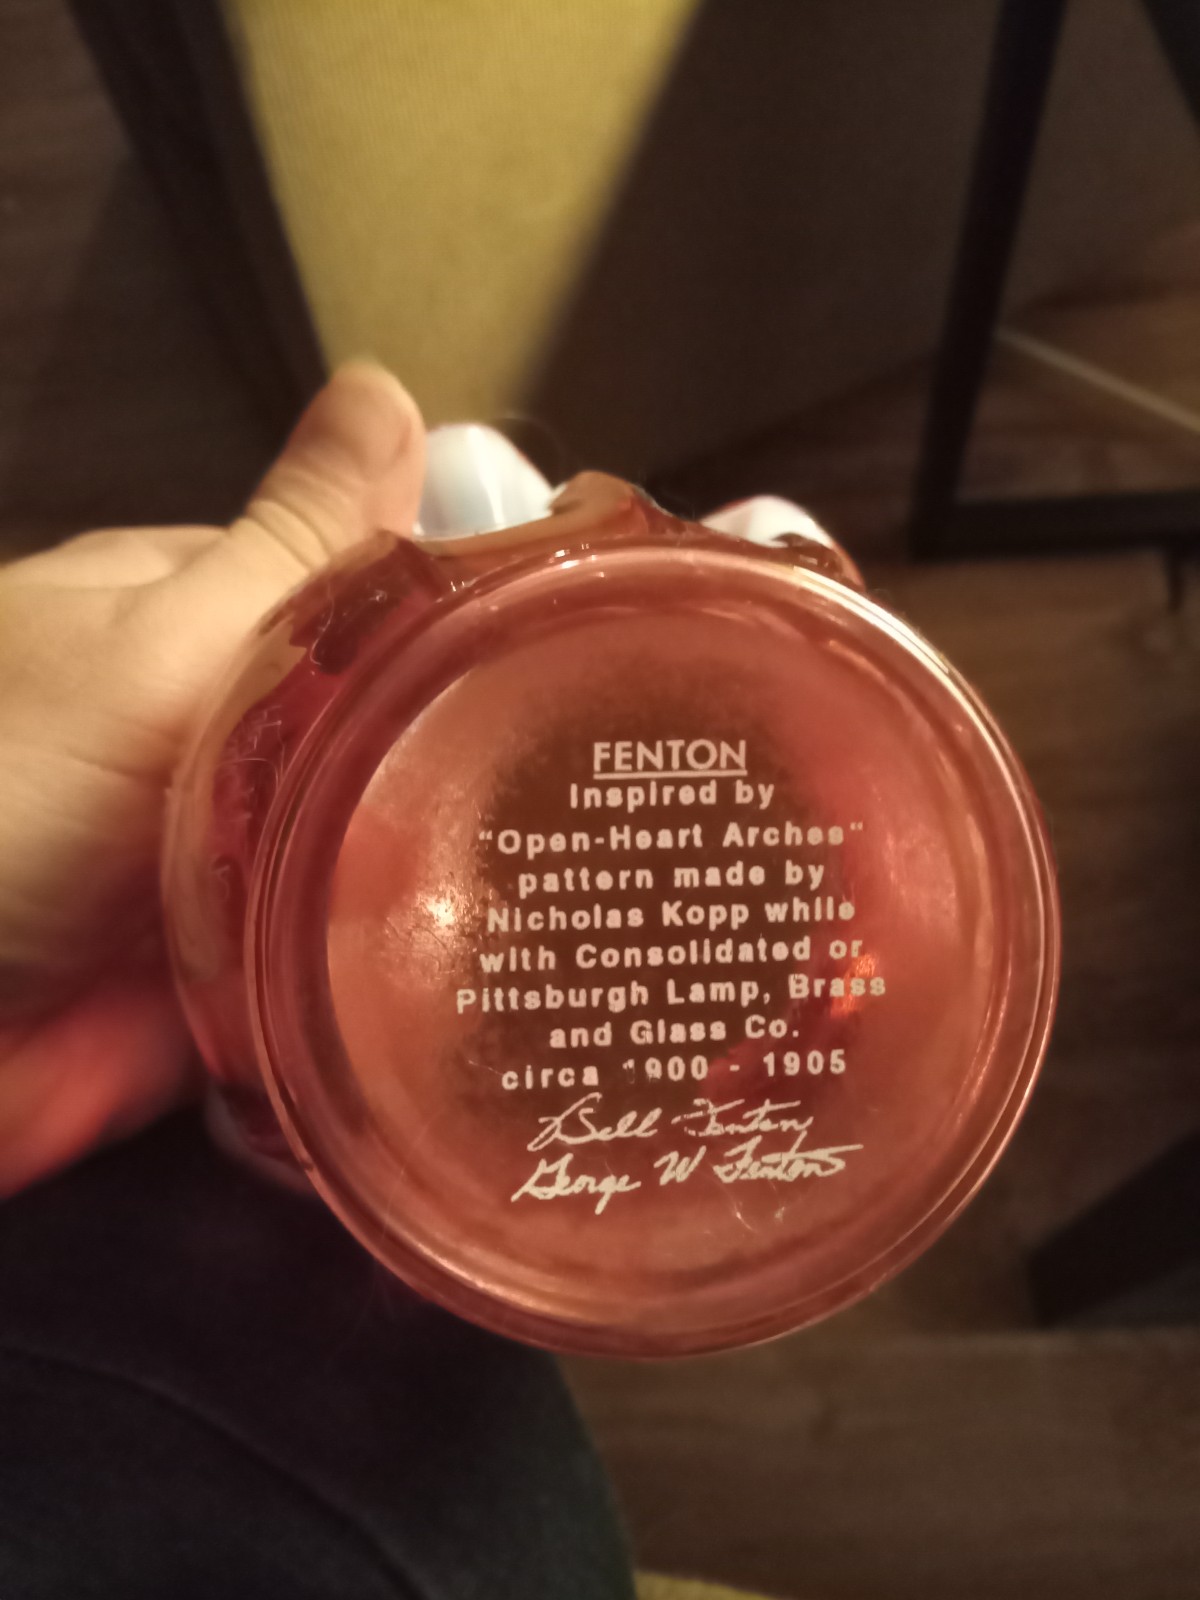 FENTON
Inspired by
"Open-Heart Arches"
pattern made by
Nicholas Kopp while
with Consolidated or
Pittsburgh Lamp, Brass
and Glass Co.
circa 1900 - 1905
Bill Fenton
George W Fenton